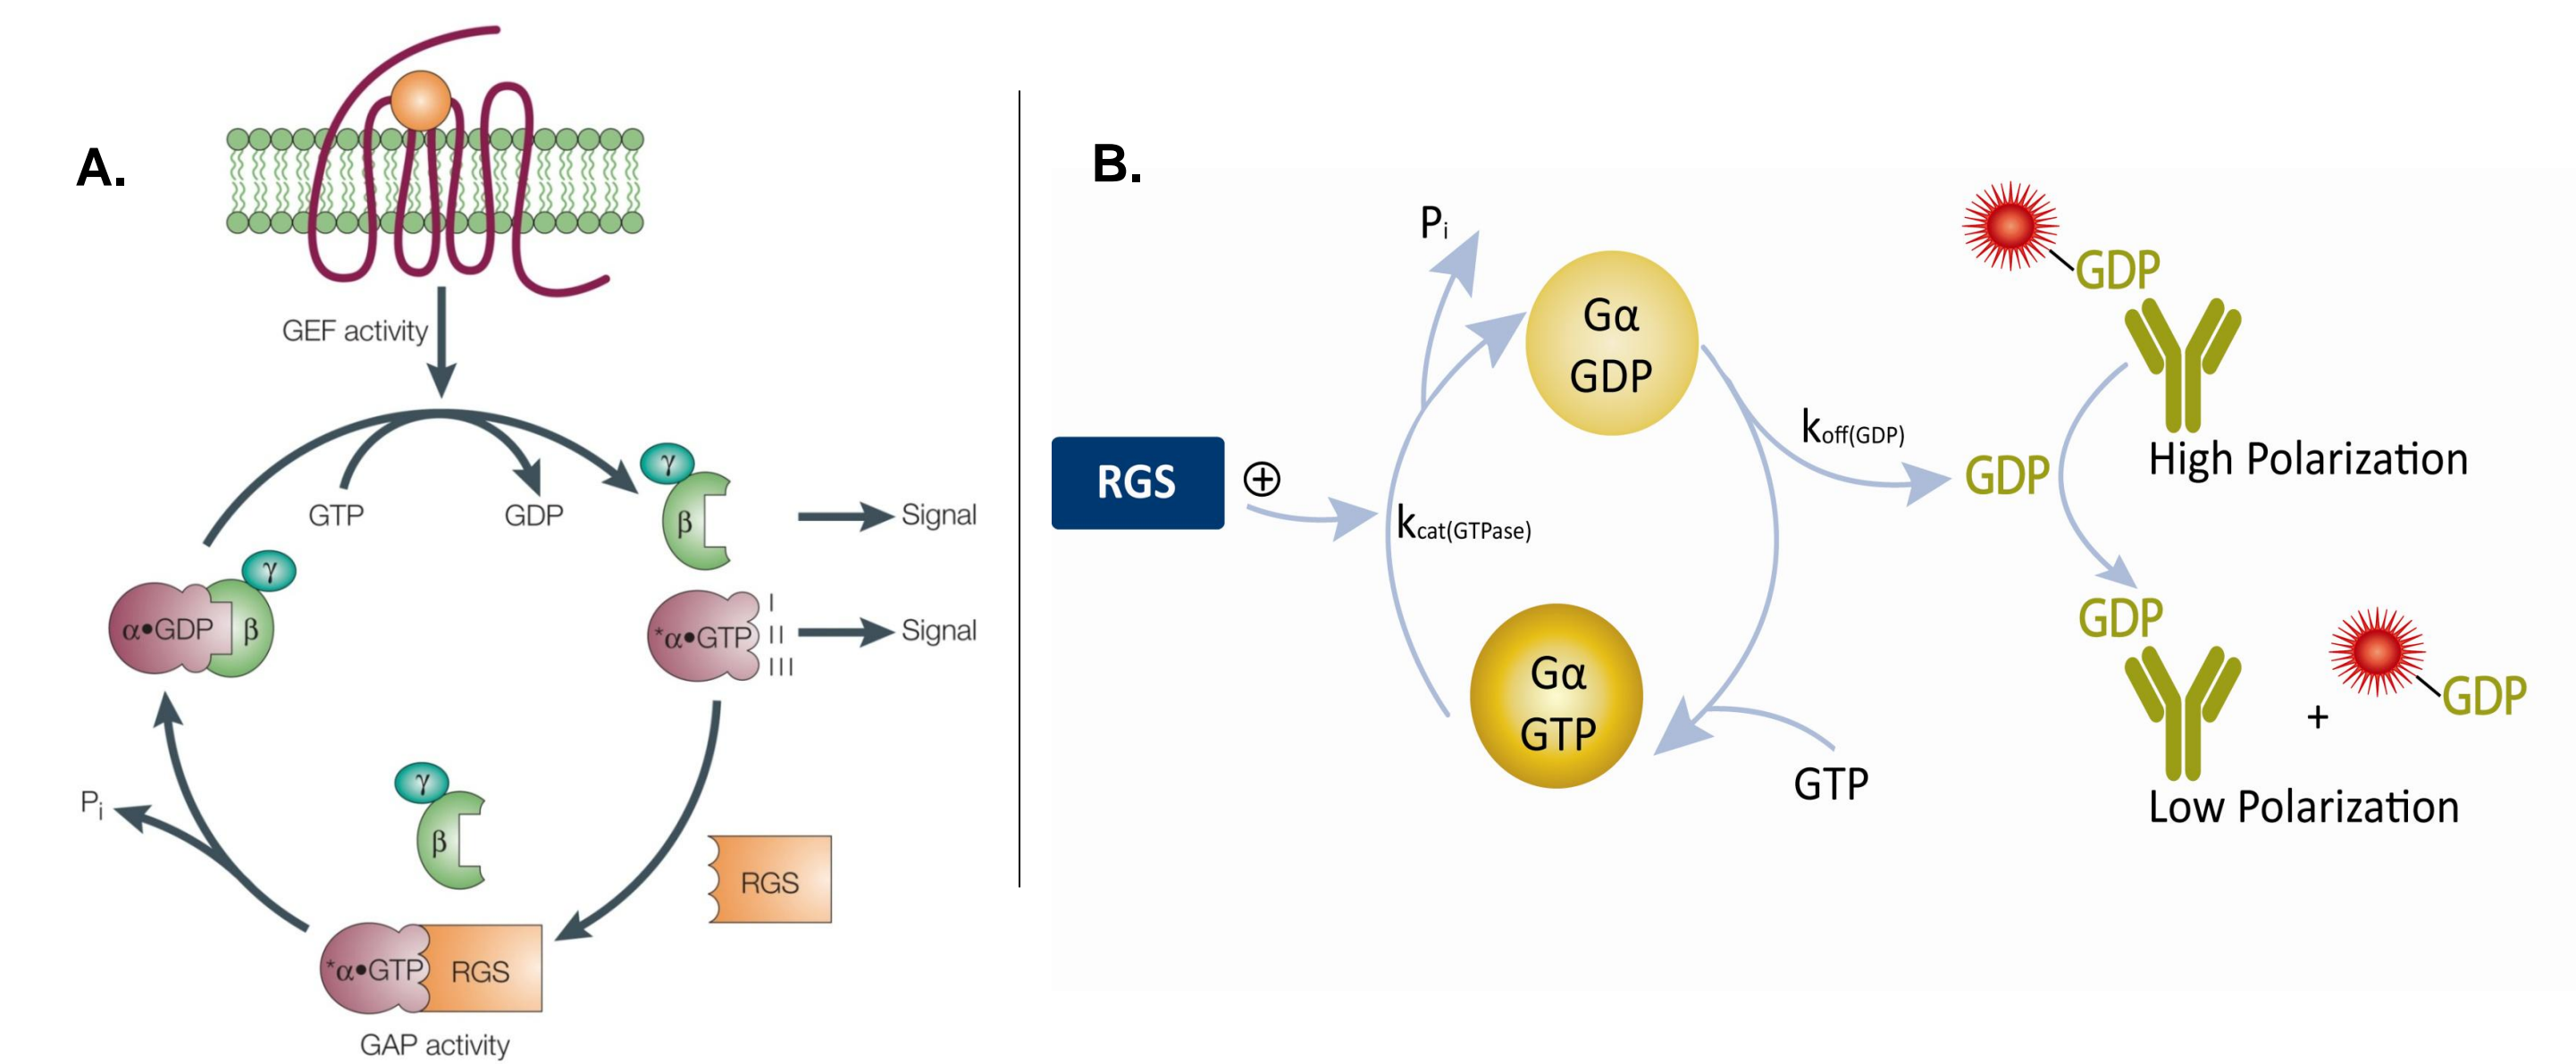 A.
GEF activity
GTP
GDP
γ
β
Signal
γ
α•GDP
β
*α•GTP
I
II
III
Signal
γ
β
Pi
RGS
*α•GTP
RGS
GAP activity
B.
Pi
Gα
GDP
GDP
koff(GDP)
RGS
⊕
kcat(GTPase)
GDP
High Polarization
Gα
GTP
GTP
GDP
+
GDP
Low Polarization